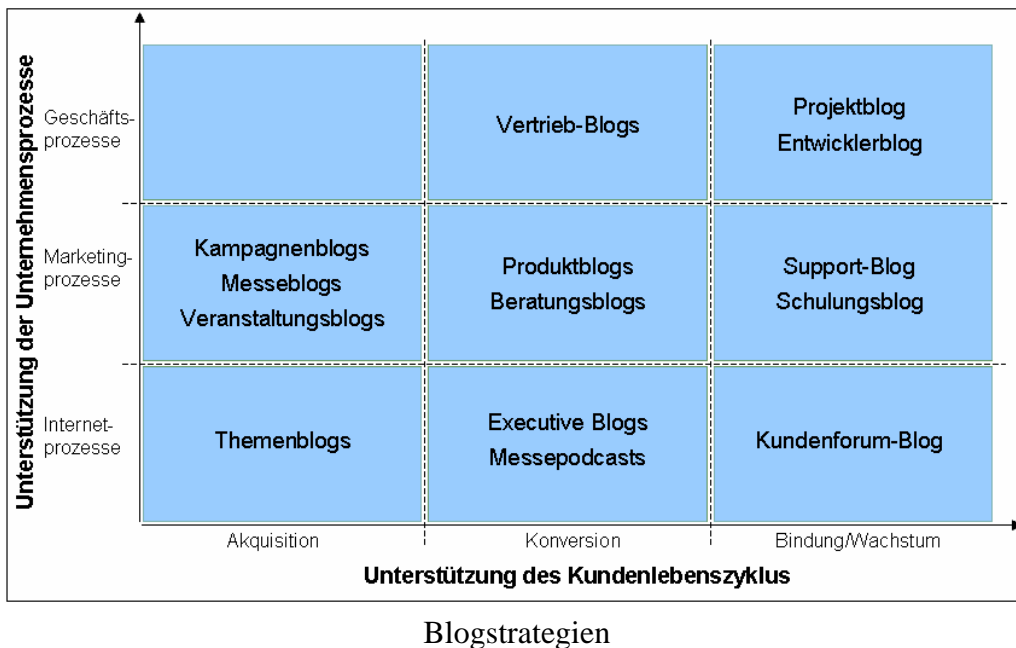 Unterstützung der Unternehmensprozesse
Geschäfts-
prozesse
Vertrieb-Blogs
Projektblog
Entwicklerblog
Marketing-
prozesse
Kampagnenblogs
Messeblogs
Veranstaltungsblogs
Produktblogs
Beratungsblogs
Support-Blog
Schulungsblog
Internet-
prozesse
Themenblogs
Executive Blogs
Messepodcasts
Kundenforum-Blog
Akquisition
Konversion
Bindung/Wachstum
Unterstützung des Kundenlebenszyklus
Blogstrategien